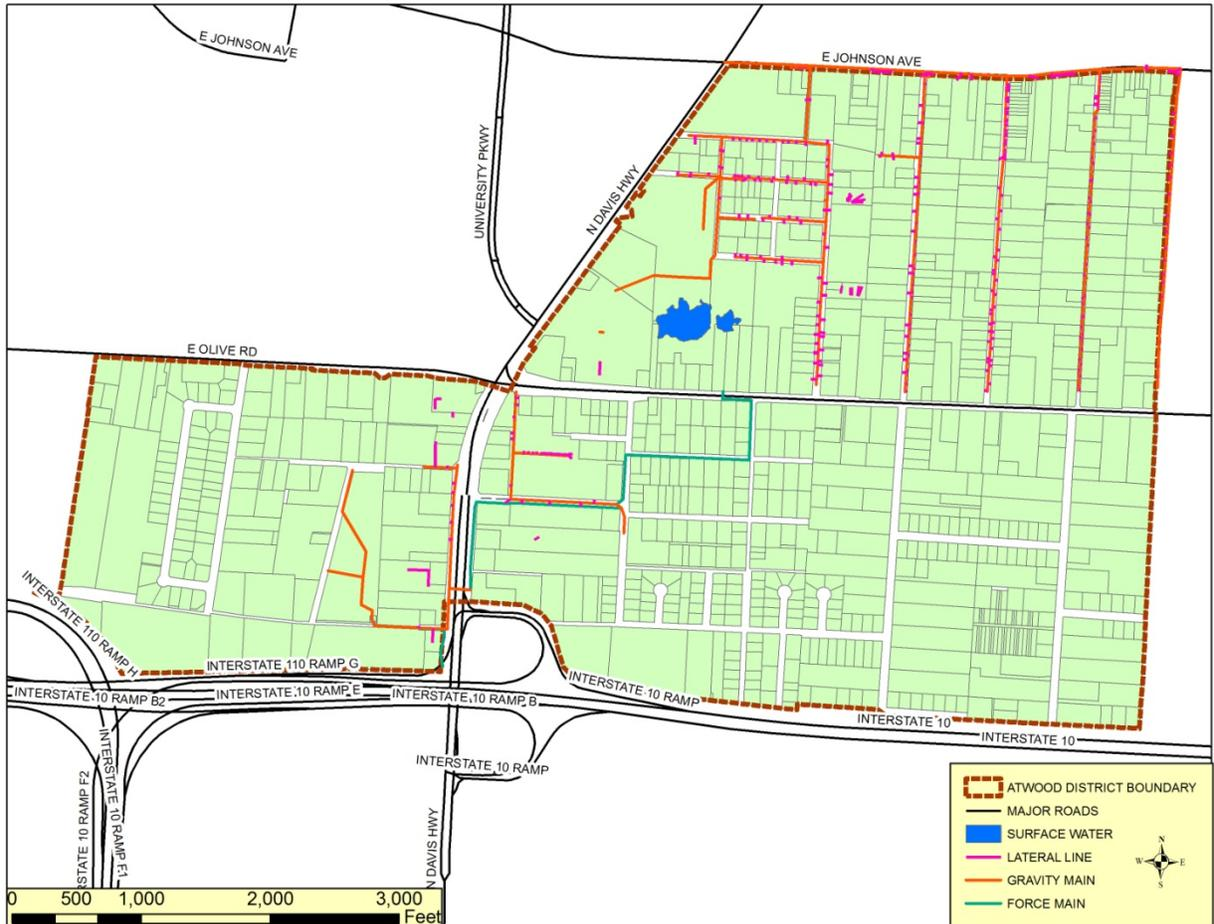 E JOHNSON AVE
E JOHNSON AVE
UNIVERSITY PKWY
N DAVIS HWY
E OLIVE RD
INTERSTATE 110 RAMP H
INTERSTATE 110 RAMP G
INTERSTATE 10 RAMP B2
INTERSTATE 10 RAMP E
INTERSTATE 10 RAMP B
INTERSTATE 10 RAMP
INTERSTATE 10
INTERSTATE 10
INTERSTATE 10 RAMP
INTERSTATE 10 RAMP F1
RSTATE 10 RAMP F2
N DAVIS HWY
ATWOOD DISTRICT BOUNDARY
MAJOR ROADS
SURFACE WATER
LATERAL LINE
GRAVITY MAIN
FORCE MAIN
N
W E
S
0 500 1,000 2,000 3,000
Feet